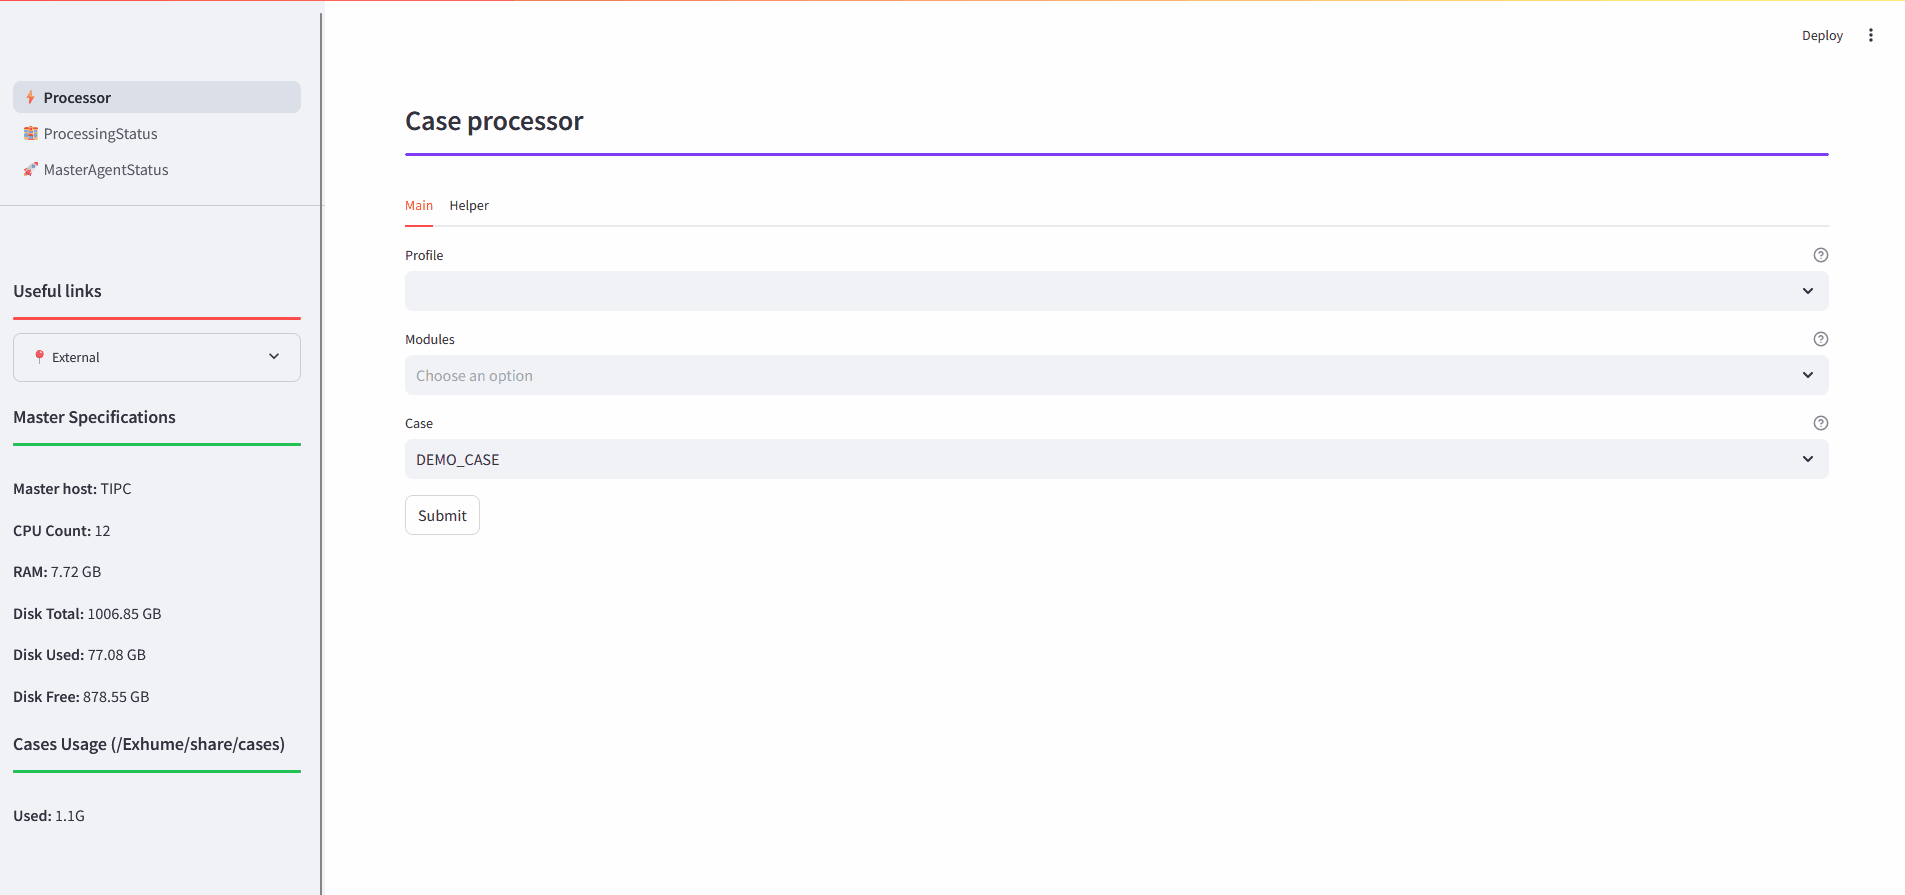 Deploy
Processor
ProcessingStatus
MasterAgentStatus
Useful links
External
Master Specifications
Master host: TIPC
CPU Count: 12
RAM: 7.72 GB
Disk Total: 1006.85 GB
Disk Used: 77.08 GB
Disk Free: 878.55 GB
Cases Usage (/Exhume/share/cases)
Used: 1.1G
Case processor
Main Helper
Profile
Modules
Choose an option
Case
DEMO_CASE
Submit